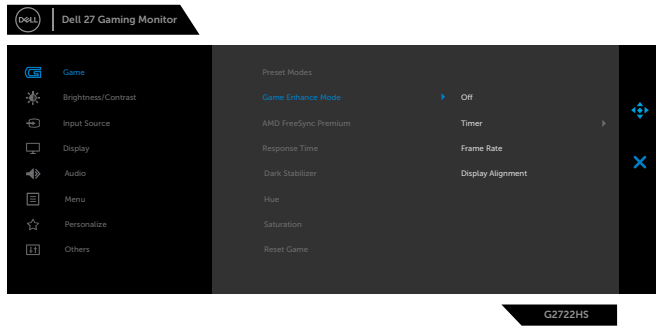 DELL
Dell 27 Gaming Monitor
Game
Brightness/Contrast
Input Source
Display
Audio
Menu
Personalize
Others
Preset Modes
Game Enhance Mode
AMD FreeSync Premium
Response Time
Dark Stabilizer
Hue
Saturation
Reset Game
Off
Timer
Frame Rate
Display Alignment
G2722HS